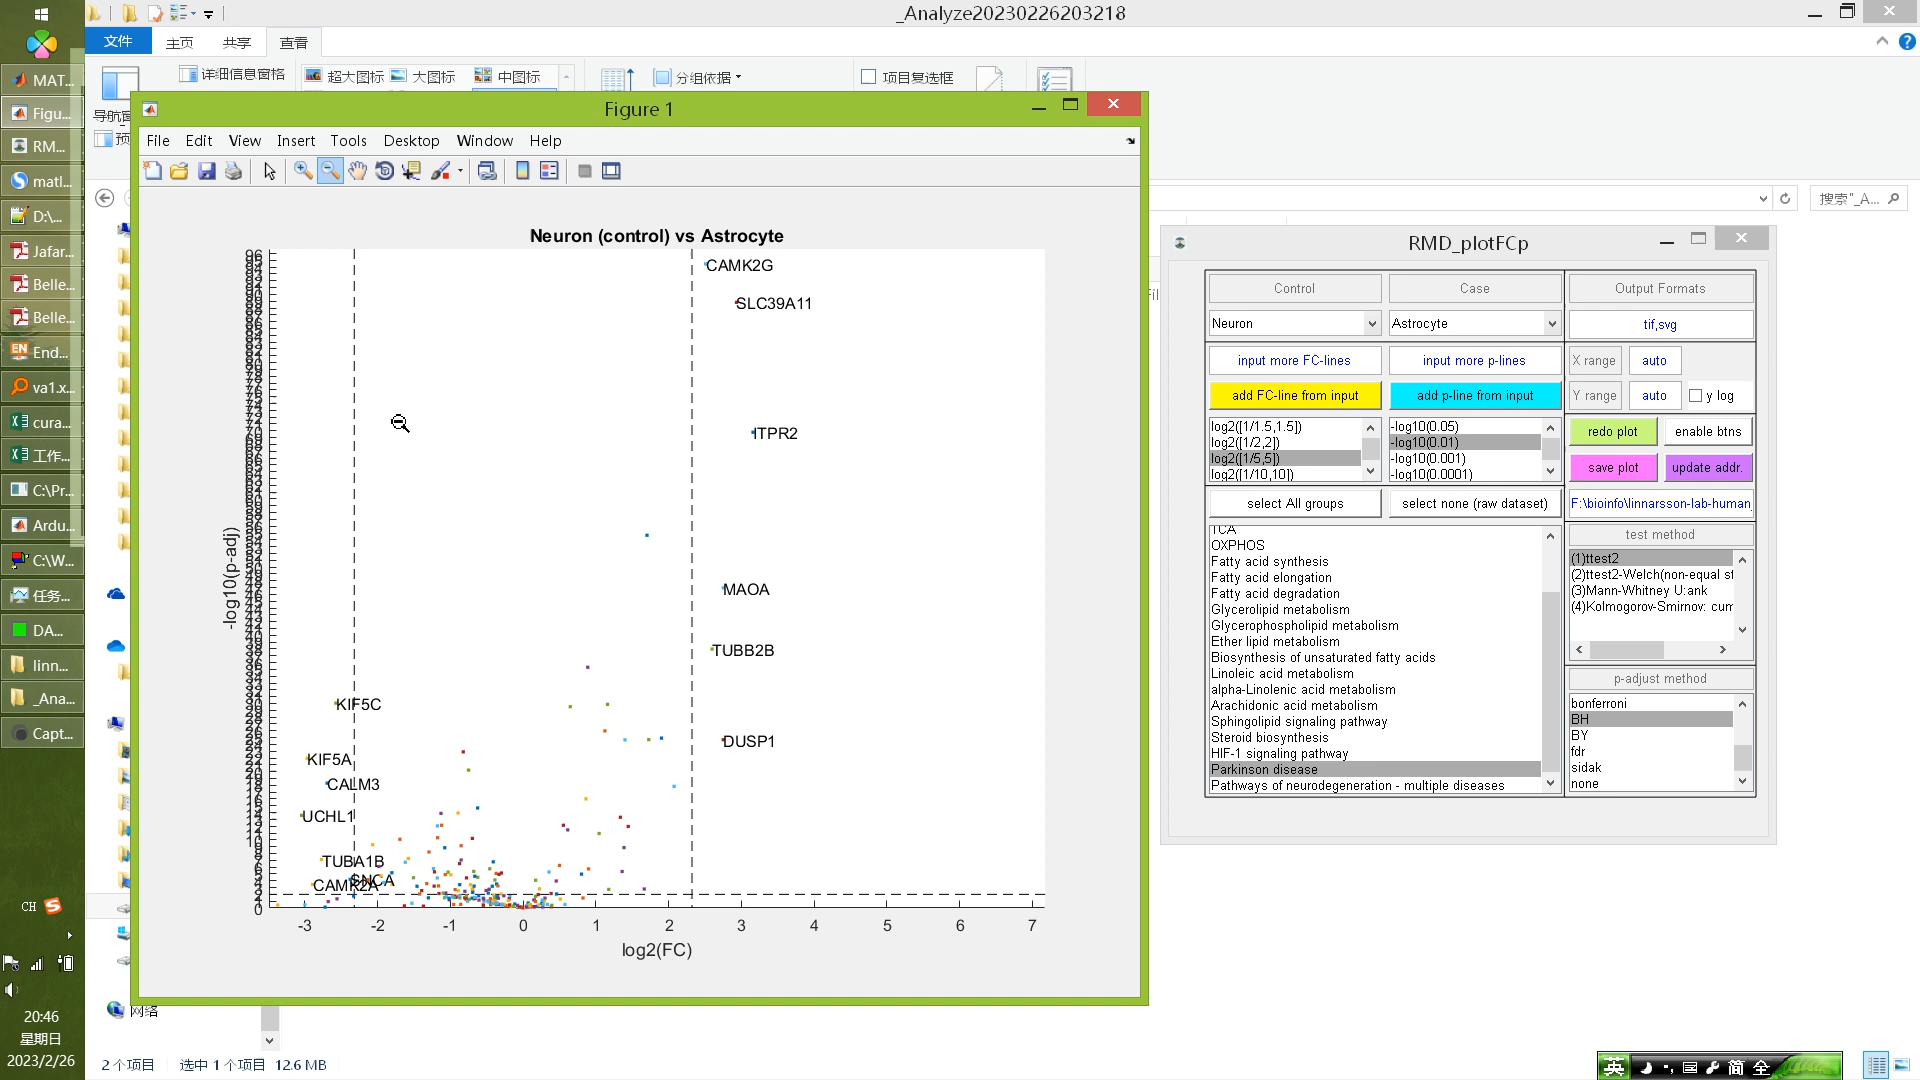 _Analyze20230226203218
文件
主页
共享
查看
详细信息窗格
超大图标
大图标
中图标
分组依据
项目复选框
导航窗
预
搜索"_A...
MAT...
Figu...
RM...
matl...
D:\...
Jafar...
Belle...
Belle...
End...
va1.x...
cura...
工作...
C:\Pr...
Ardu...
C:\W...
任务...
DA...
linn...
_Ana...
Capt...
CH
20:46
星期日
2023/2/26
Figure 1
File Edit View Insert Tools Desktop Window Help
Neuron (control) vs Astrocyte
CAMK2G
SLC39A11
ITPR2
MAOA
TUBB2B
KIF5C
DUSP1
KIF5A
CALM3
UCHL1
TUBA1B
SNCA
CAMK2A
-log10(p-adj)
0
-3 -2 -1 0 1 2 3 4 5 6 7
log2(FC)
RMD_plotFCp
Control
Case
Output Formats
Neuron
Astrocyte
tif,svg
input more FC-lines
input more p-lines
X range
auto
add FC-line from input
add p-line from input
Y range
auto
y log
log2([1/1.5,1.5])
log2([1/2,2])
log2([1/5,5])
log2([1/10,10])
-log10(0.05)
-log10(0.01)
-log10(0.001)
-log10(0.0001)
redo plot
enable btns
save plot
update addr.
select All groups
select none (raw dataset)
F:\bioinfo\linnarsson-lab-human_
TCA
OXPHOS
Fatty acid synthesis
Fatty acid elongation
Fatty acid degradation
Glycerolipid metabolism
Glycerophospholipid metabolism
Ether lipid metabolism
Biosynthesis of unsaturated fatty acids
Linoleic acid metabolism
alpha-Linolenic acid metabolism
Arachidonic acid metabolism
Sphingolipid signaling pathway
Steroid biosynthesis
HIF-1 signaling pathway
Parkinson disease
Pathways of neurodegeneration - multiple diseases
test method
(1)ttest2
(2)ttest2-Welch(non-equal st
(3)Mann-Whitney U:ank
(4)Kolmogorov-Smirnov: cum
p-adjust method
bonferroni
BH
BY
fdr
sidak
none
网络
2 个项目
选中 1 个项目 12.6 MB
英
简
全